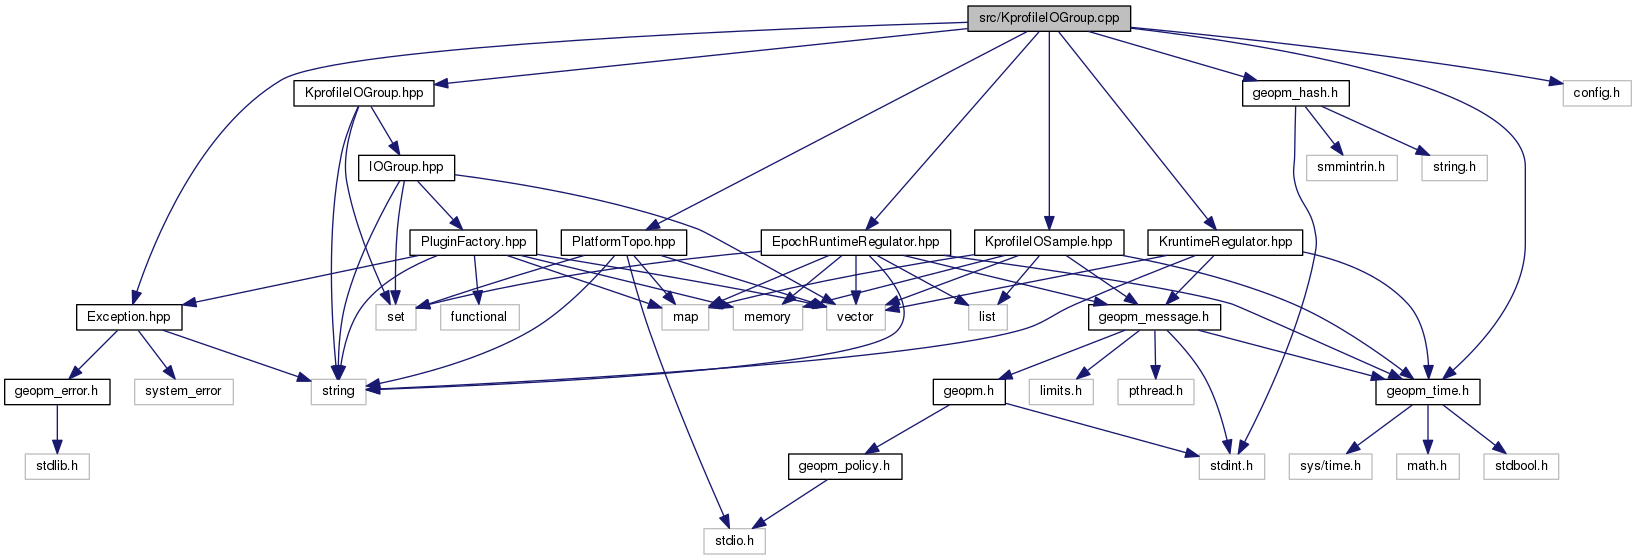 src/KprofileIOGroup.cpp
KprofileIOGroup.hpp
geopm_hash.h
config.h
IOGroup.hpp
smmintrin.h
string.h
PluginFactory.hpp
PlatformTopo.hpp
EpochRuntimeRegulator.hpp
KprofileIOSample.hpp
KruntimeRegulator.hpp
Exception.hpp
set
functional
map
memory
vector
list
geopm_message.h
geopm_error.h
system_error
string
geopm.h
limits.h
pthread.h
geopm_time.h
stdlib.h
geopm_policy.h
stdint.h
sys/time.h
math.h
stdbool.h
stdio.h